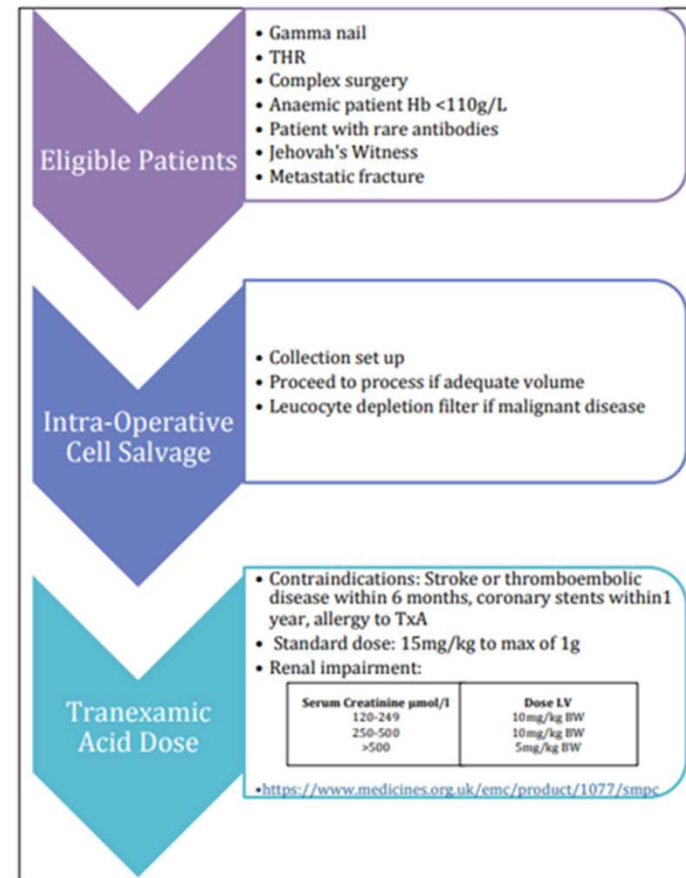 • Gamma nail
• THR
• Complex surgery
• Anaemic patient Hb <110g/L
• Patient with rare antibodies
• Jehovah's Witness
• Metastatic fracture
Eligible Patients
• Collection set up
• Proceed to process if adequate volume
• Leucocyte depletion filter if malignant disease
Intra-Operative
Cell Salvage
• Contraindications: Stroke or thromboembolic
disease within 6 months, coronary stents within1
year, allergy to TxA
• Standard dose: 15mg/kg to max of 1g
• Renal impairment:
Serum Creatinine µmol/l Dose I.V
120-249 10mg/kg BW
250-500 10mg/kg BW
>500 5mg/kg BW
•https://www.medicines.org.uk/emc/product/1077/smpc
Tranexamic
Acid Dose